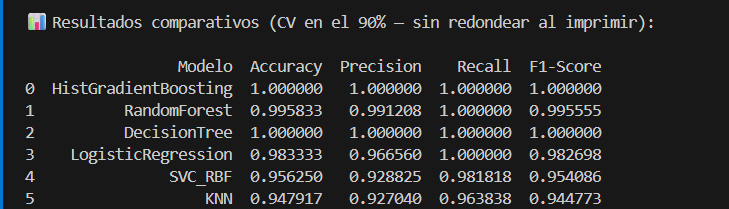 📊 Resultados comparativos (CV en el 90% — sin redondear al imprimir):
Modelo Accuracy Precision Recall F1-Score
0 HistGradientBoosting 1.000000 1.000000 1.000000 1.000000
1 RandomForest 0.995833 0.991208 1.000000 0.995555
2 DecisionTree 1.000000 1.000000 1.000000 1.000000
3 LogisticRegression 0.983333 0.966560 1.000000 0.982698
4 SVC_RBF 0.956250 0.928825 0.981818 0.954086
5 KNN 0.947917 0.927040 0.963838 0.944773